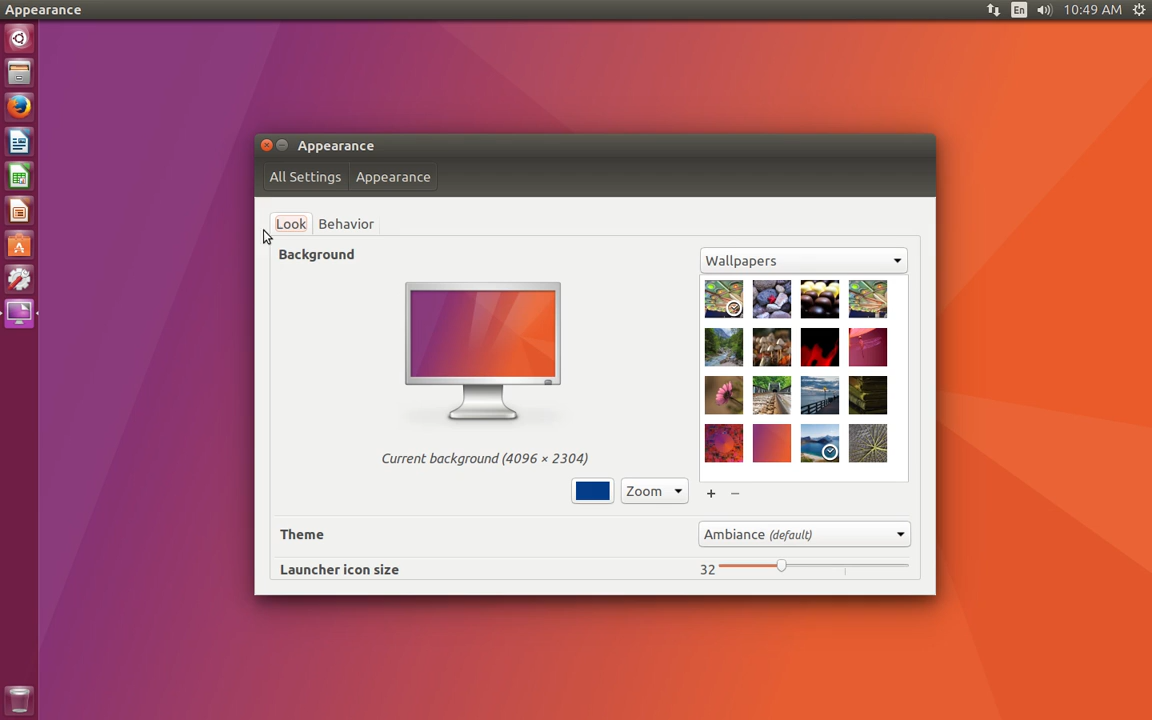 Appearance
En
10:49 AM
Appearance
All Settings
Appearance
Look
Behavior
Background
Wallpapers
Current background (4096 × 2304)
Zoom
Theme
Ambiance (default)
Launcher icon size
32